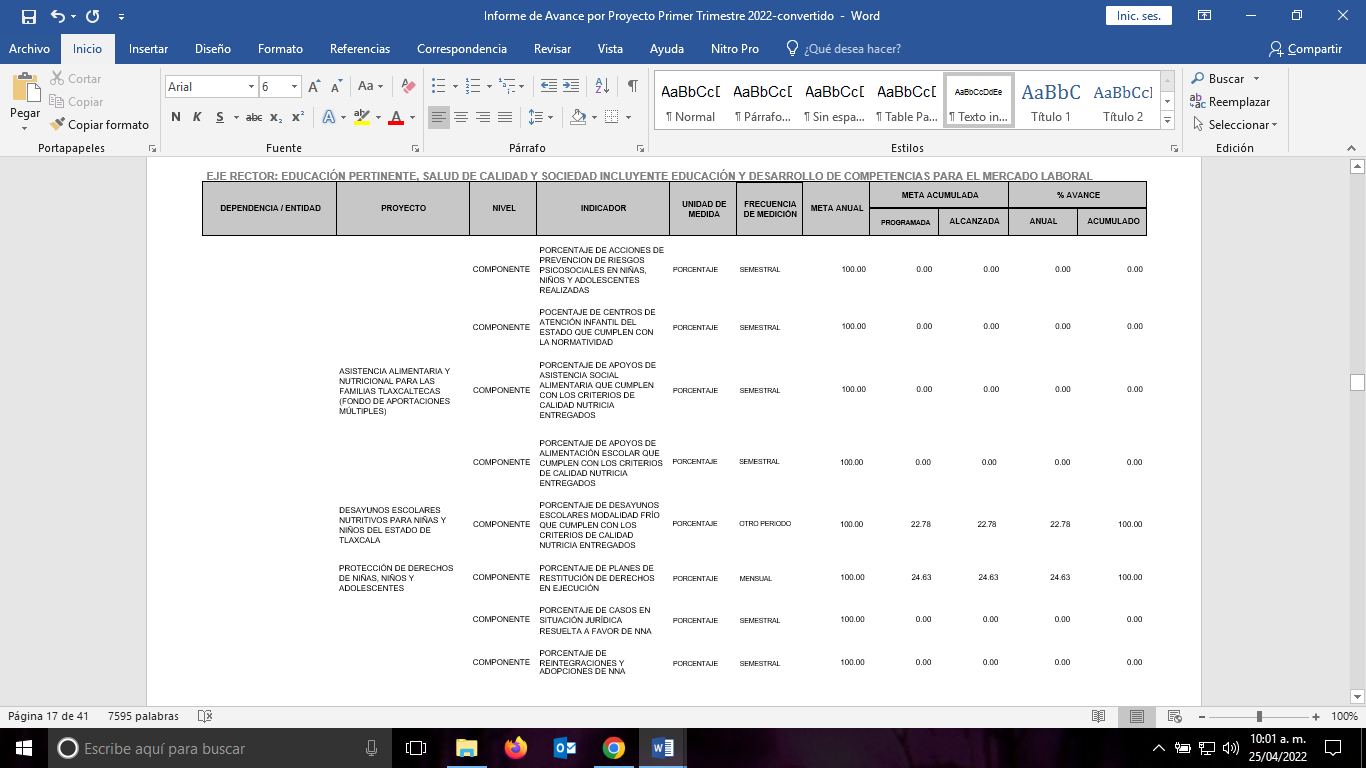 Informe de Avance por Proyecto Primer Trimestre 2022-convertido - Word
Inic. ses.
Archivo Inicio Insertar Diseño Formato Referencias Correspondencia Revisar Vista Ayuda Nitro Pro ¿Qué desea hacer? Compartir
Pegar
Cortar
Copiar
Copiar formato
Portapapeles
Arial 6
N K S abc x₂ x²
Fuente
Párrafo
AaBbCcD AaBbCcD AaBbCcD AaBbCcD AaBbCcDdEe AaBbC AaBbCcI
¶ Normal ¶ Párrafo... ¶ Sin espa... ¶ Table Pa... ¶ Texto in... Título 1 Título 2
Estilos
Buscar
Reemplazar
Seleccionar
Edición
EJE RECTOR: EDUCACIÓN PERTINENTE, SALUD DE CALIDAD Y SOCIEDAD INCLUYENTE EDUCACIÓN Y DESARROLLO DE COMPETENCIAS PARA EL MERCADO LABORAL
DEPENDENCIA / ENTIDAD
PROYECTO
NIVEL
INDICADOR
UNIDAD DE
MEDIDA
FRECUENCIA
DE MEDICIÓN
META ANUAL
META ACUMULADA
PROGRAMADA ALCANZADA
% AVANCE
ANUAL ACUMULADO
COMPONENTE
PORCENTAJE DE ACCIONES DE
PREVENCION DE RIESGOS
PSICOSOCIALES EN NIÑAS,
NIÑOS Y ADOLESCENTES
REALIZADAS
PORCENTAJE SEMESTRAL 100.00 0.00 0.00 0.00 0.00
COMPONENTE
POCENTAJE DE CENTROS DE
ATENCIÓN INFANTIL DEL
ESTADO QUE CUMPLEN CON
LA NORMATIVIDAD
PORCENTAJE SEMESTRAL 100.00 0.00 0.00 0.00 0.00
ASISTENCIA ALIMENTARIA Y
NUTRICIONAL PARA LAS
FAMILIAS TLAXCALTECAS
(FONDO DE APORTACIONES
MÚLTIPLES)
COMPONENTE
PORCENTAJE DE APOYOS DE
ASISTENCIA SOCIAL
ALIMENTARIA QUE CUMPLEN
CON LOS CRITERIOS DE
CALIDAD NUTRICIA
ENTREGADOS
PORCENTAJE SEMESTRAL 100.00 0.00 0.00 0.00 0.00
COMPONENTE
PORCENTAJE DE APOYOS DE
ALIMENTACIÓN ESCOLAR QUE
CUMPLEN CON LOS CRITERIOS
DE CALIDAD NUTRICIA
ENTREGADOS
PORCENTAJE SEMESTRAL 100.00 0.00 0.00 0.00 0.00
DESAYUNOS ESCOLARES
NUTRITIVOS PARA NIÑAS Y
NIÑOS DEL ESTADO DE
TLAXCALA
COMPONENTE
PORCENTAJE DE DESAYUNOS
ESCOLARES MODALIDAD FRÍO
QUE CUMPLEN CON LOS
CRITERIOS DE CALIDAD
NUTRICIA ENTREGADOS
PORCENTAJE OTRO PERIODO 100.00 22.78 22.78 22.78 100.00
PROTECCIÓN DE DERECHOS
DE NIÑAS, NIÑOS Y
ADOLESCENTES
COMPONENTE
PORCENTAJE DE PLANES DE
RESTITUCIÓN DE DERECHOS
EN EJECUCIÓN
PORCENTAJE MENSUAL 100.00 24.63 24.63 24.63 100.00
COMPONENTE
PORCENTAJE DE CASOS EN
SITUACIÓN JURÍDICA
RESUELTA A FAVOR DE NNA
PORCENTAJE SEMESTRAL 100.00 0.00 0.00 0.00 0.00
COMPONENTE
PORCENTAJE DE
REINTEGRACIONES Y
ADOPCIONES DE NNA
PORCENTAJE SEMESTRAL 100.00 0.00 0.00 0.00 0.00
Página 17 de 41 7595 palabras 100%
Escribe aquí para buscar
10:01 a. m.
25/04/2022